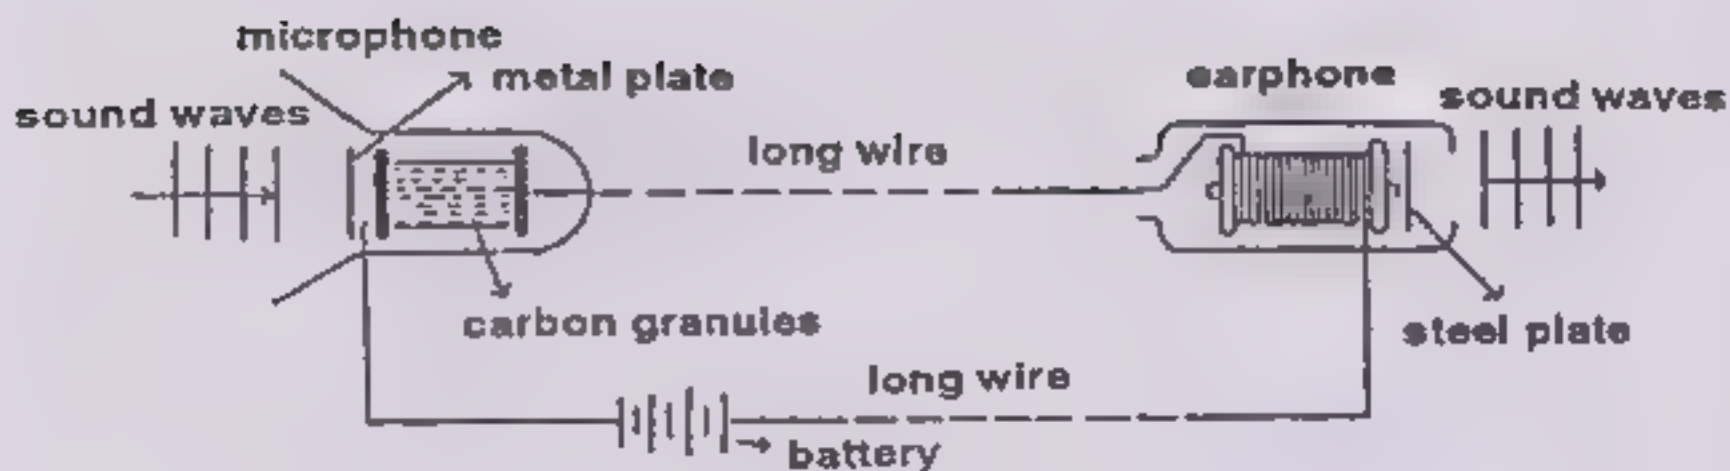 microphone
metal plate
sound waves
long wire
carbon granules
earphone
sound waves
steel plate
long wire
battery